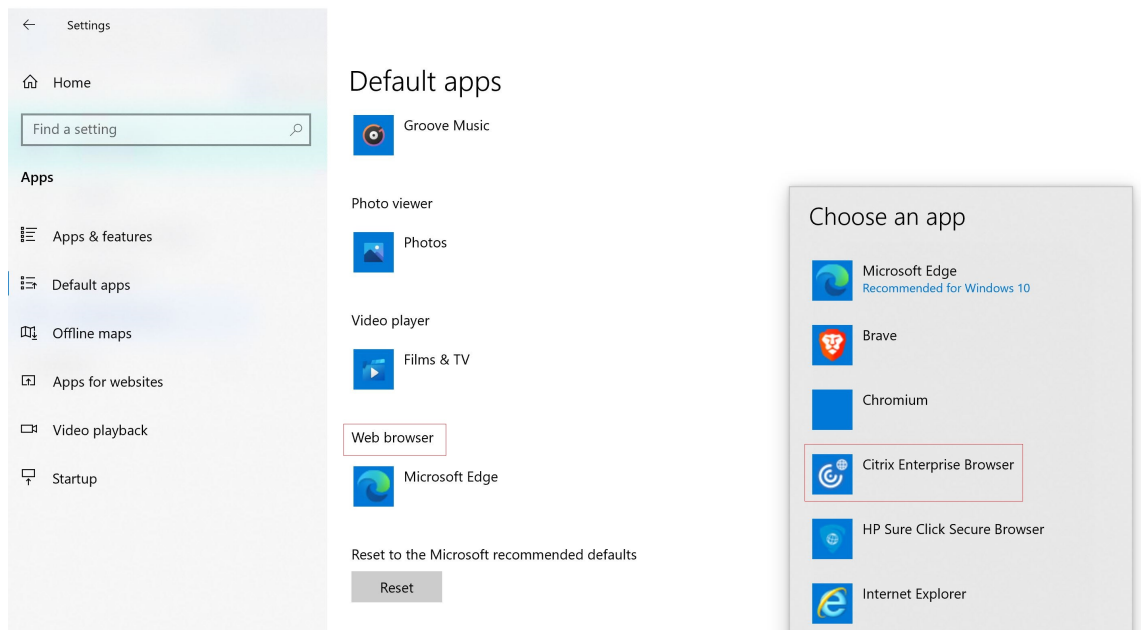 Settings
Home
Find a setting
Apps
Apps & features
Default apps
Offline maps
Apps for websites
Video playback
Startup
Default apps
Groove Music
Photo viewer
Photos
Video player
Films & TV
Web browser
Microsoft Edge
Reset to the Microsoft recommended defaults
Reset
Choose an app
Microsoft Edge
Recommended for Windows 10
Brave
Chromium
Citrix Enterprise Browser
HP Sure Click Secure Browser
Internet Explorer